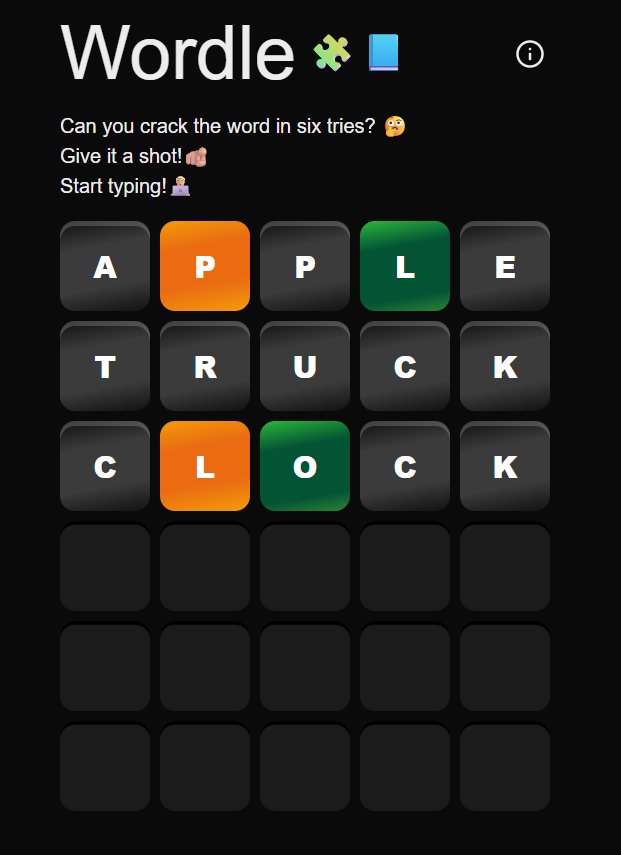 Wordle 🧩 📘
Can you crack the word in six tries? 🤔
Give it a shot!🫵🏼
Start typing!🧑🏼‍💻
A P P L E
T R U C K
C L O C K